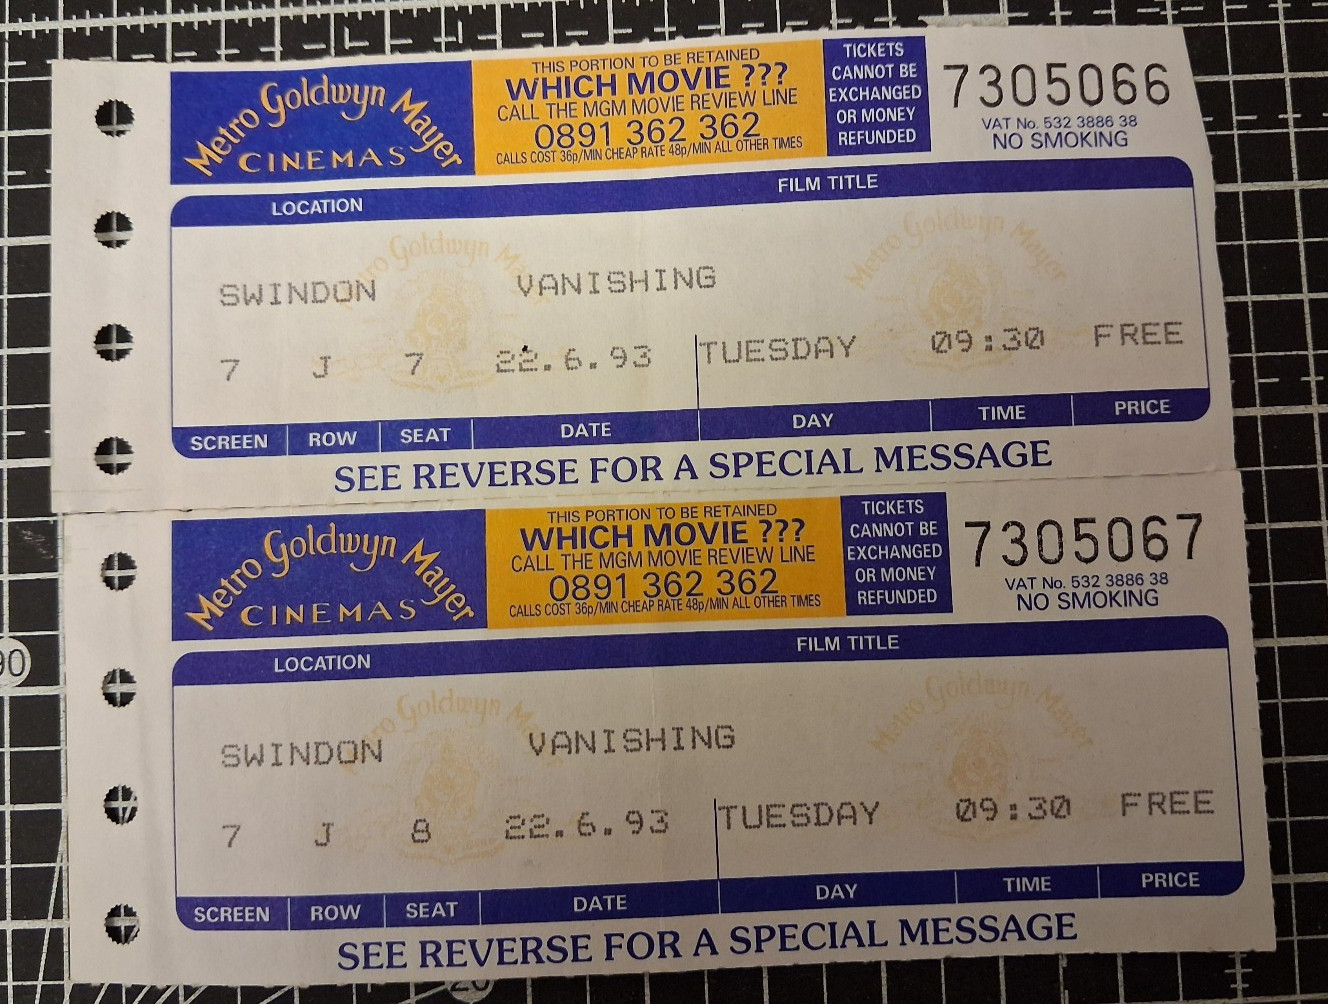 Metro Goldwyn Mayer
CINEMAS
THIS PORTION TO BE RETAINED
WHICH MOVIE ???
CALL THE MGM MOVIE REVIEW LINE
0891 362 362
CALLS COST 36p/MIN CHEAP RATE 48p/MIN ALL OTHER TIMES
TICKETS
CANNOT BE
EXCHANGED
OR MONEY
REFUNDED
7305066
VAT No. 532 3886 38
NO SMOKING
LOCATION FILM TITLE
SWINDON VANISHING
7 J 7 22.6.93 TUESDAY 09:30 FREE
SCREEN ROW SEAT DATE DAY TIME PRICE
SEE REVERSE FOR A SPECIAL MESSAGE
Metro Goldwyn Mayer
CINEMAS
THIS PORTION TO BE RETAINED
WHICH MOVIE ???
CALL THE MGM MOVIE REVIEW LINE
0891 362 362
CALLS COST 36p/MIN CHEAP RATE 48p/MIN ALL OTHER TIMES
TICKETS
CANNOT BE
EXCHANGED
OR MONEY
REFUNDED
7305067
VAT No. 532 3886 38
NO SMOKING
LOCATION FILM TITLE
SWINDON VANISHING
7 J 8 22.6.93 TUESDAY 09:30 FREE
SCREEN ROW SEAT DATE DAY TIME PRICE
SEE REVERSE FOR A SPECIAL MESSAGE